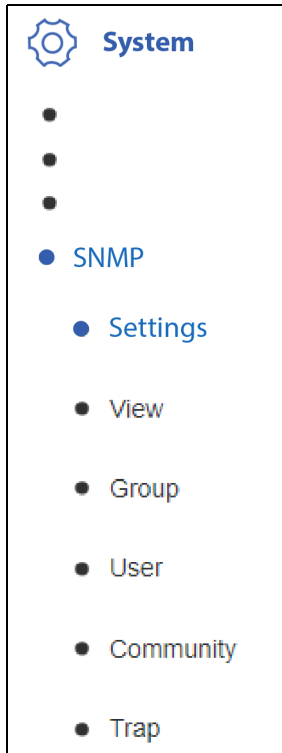 System
SNMP
Settings
View
Group
User
Community
Trap